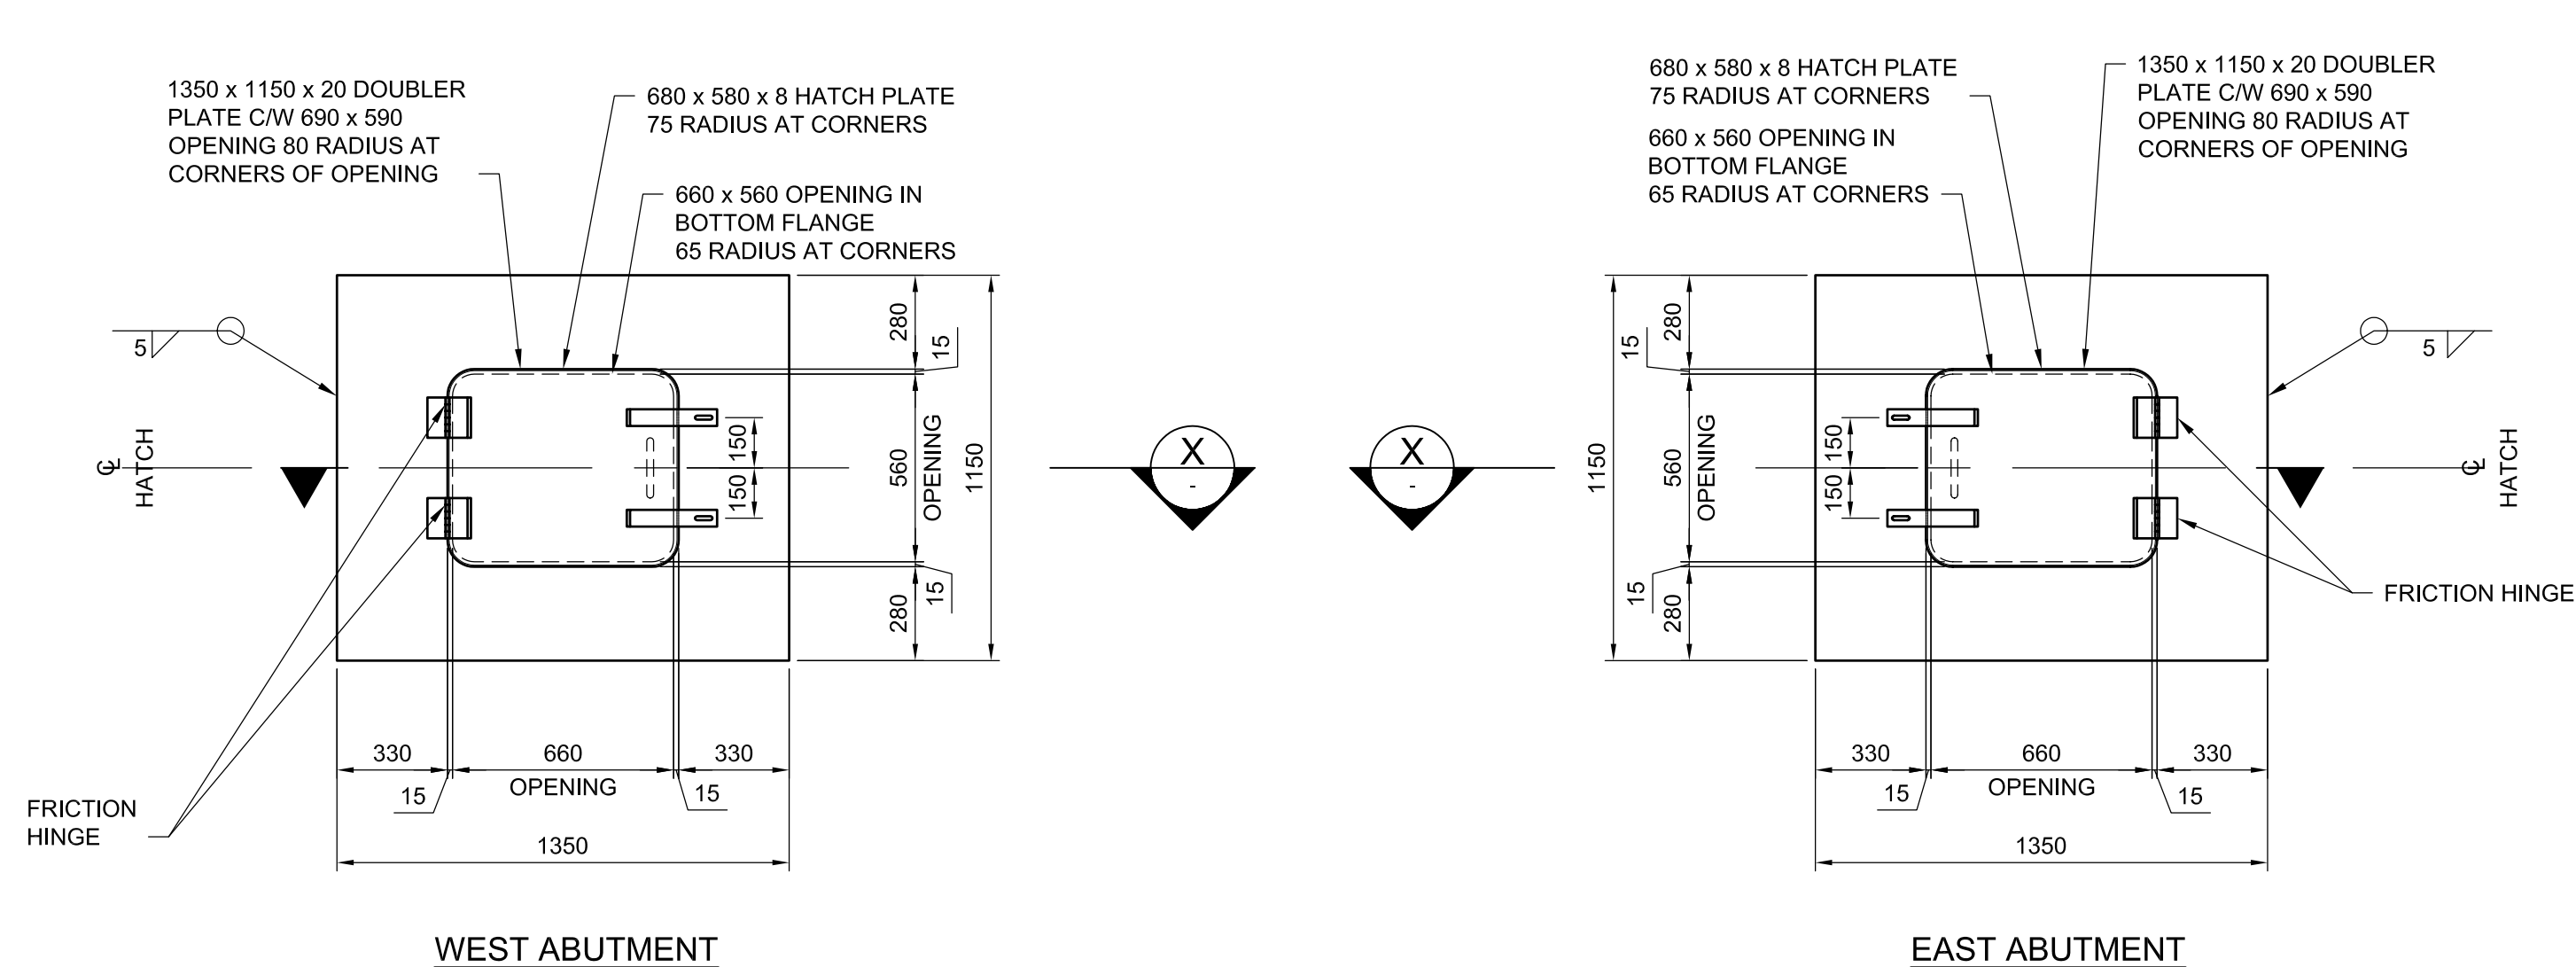 1350 x 1150 x 20 DOUBLER
PLATE C/W 690 x 590
OPENING 80 RADIUS AT
CORNERS OF OPENING
680 x 580 x 8 HATCH PLATE
75 RADIUS AT CORNERS
660 x 560 OPENING IN
BOTTOM FLANGE
65 RADIUS AT CORNERS
5
℄
HATCH
280
15
150
150
560
OPENING
1150
15
280
330
660
OPENING
330
15
15
1350
FRICTION
HINGE
X
-
WEST ABUTMENT
680 x 580 x 8 HATCH PLATE
75 RADIUS AT CORNERS
660 x 560 OPENING IN
BOTTOM FLANGE
65 RADIUS AT CORNERS
1350 x 1150 x 20 DOUBLER
PLATE C/W 690 x 590
OPENING 80 RADIUS AT
CORNERS OF OPENING
X
-
280
15
1150
560
OPENING
150
150
15
280
5
℄
HATCH
FRICTION HINGE
330
660
OPENING
330
15
15
1350
EAST ABUTMENT